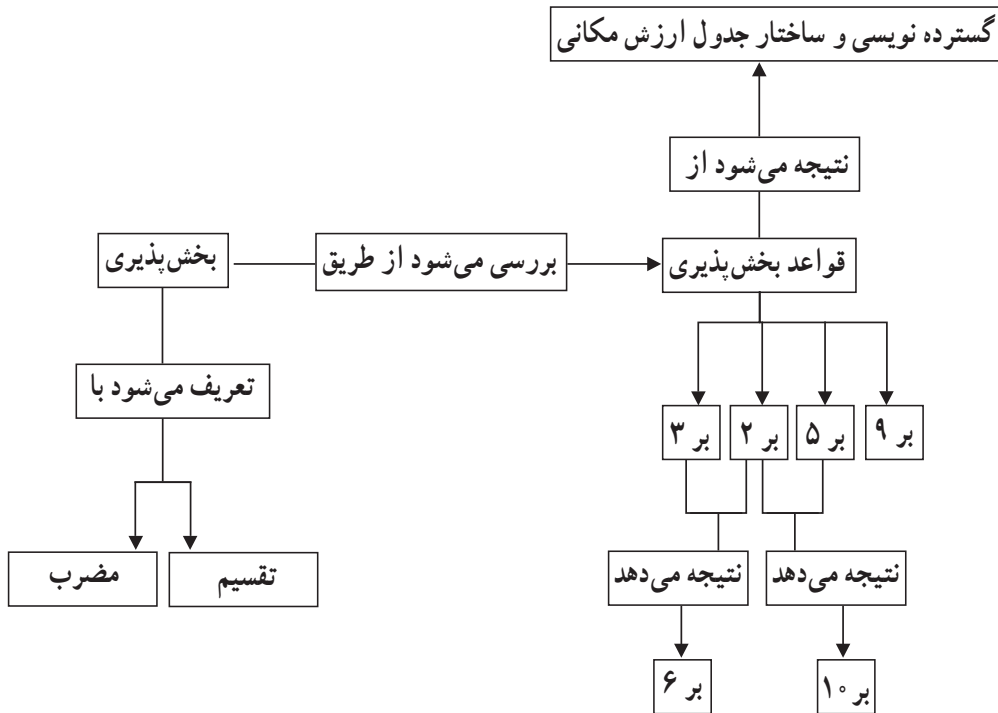 گسترده نویسی و ساختار جدول ارزش مکانی
نتیجه می‌شود از
قواعد بخش‌پذیری
بررسی می‌شود از طریق
بخش‌پذیری
تعریف می‌شود با
بر ۹
بر ۵
بر ۲
بر ۳
تقسیم
مضرب
نتیجه می‌دهد
نتیجه می‌دهد
بر ۱۰
بر ۶